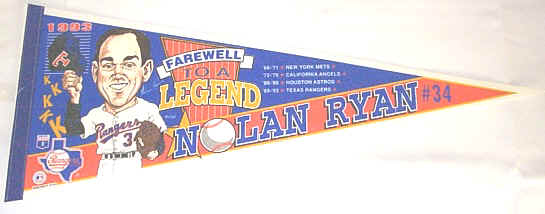 1993
FAREWELL
TO A
LEGEND
'66-'71 ★ NEW YORK METS ★
'72-'79 ★ CALIFORNIA ANGELS ★
'80-'88 ★ HOUSTON ASTROS ★
'89-'93 ★ TEXAS RANGERS ★
K
K
K
K
K
Rangers
34
NOLAN RYAN #34
Rangers